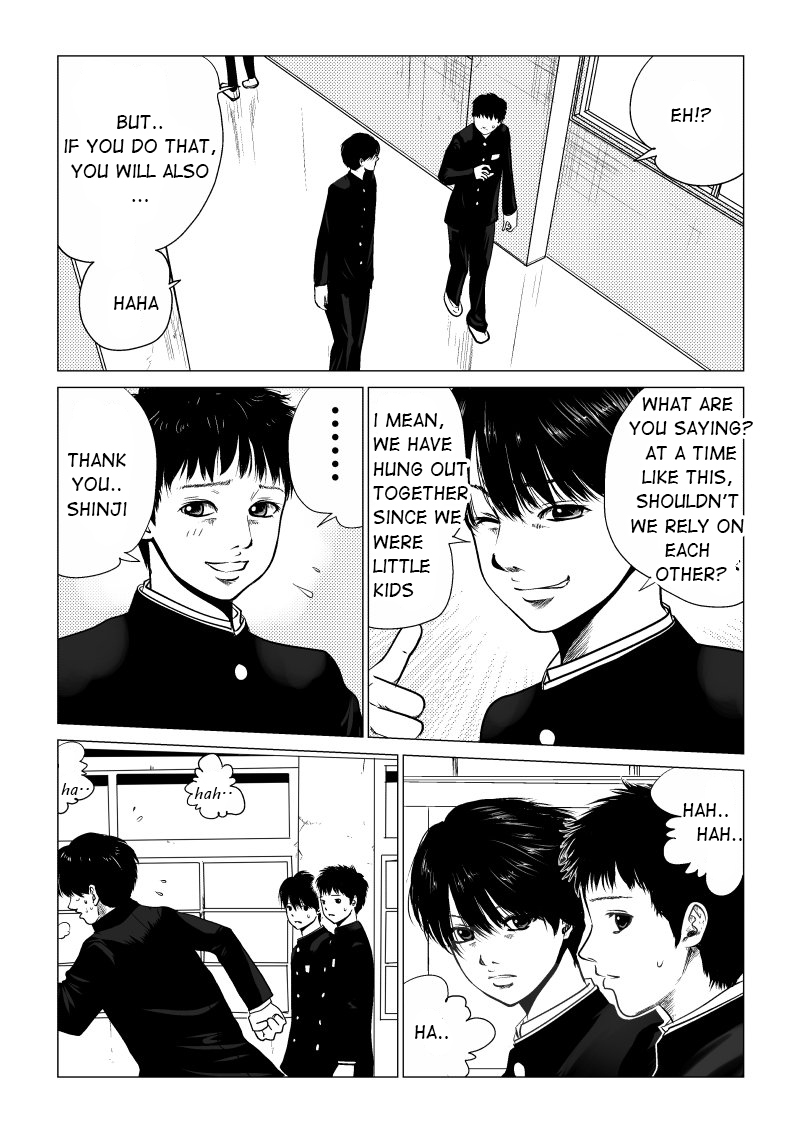 EH!?
BUT..
IF YOU DO THAT,
YOU WILL ALSO
...
HAHA
WHAT ARE
YOU SAYING?
AT A TIME
LIKE THIS,
SHOULDN'T
WE RELY ON
EACH
OTHER?
I MEAN,
WE HAVE
HUNG OUT
TOGETHER
SINCE WE
WERE
LITTLE
KIDS
......
THANK
YOU..
SHINJI
HAH..
HAH..
HA..
hah..
ha..